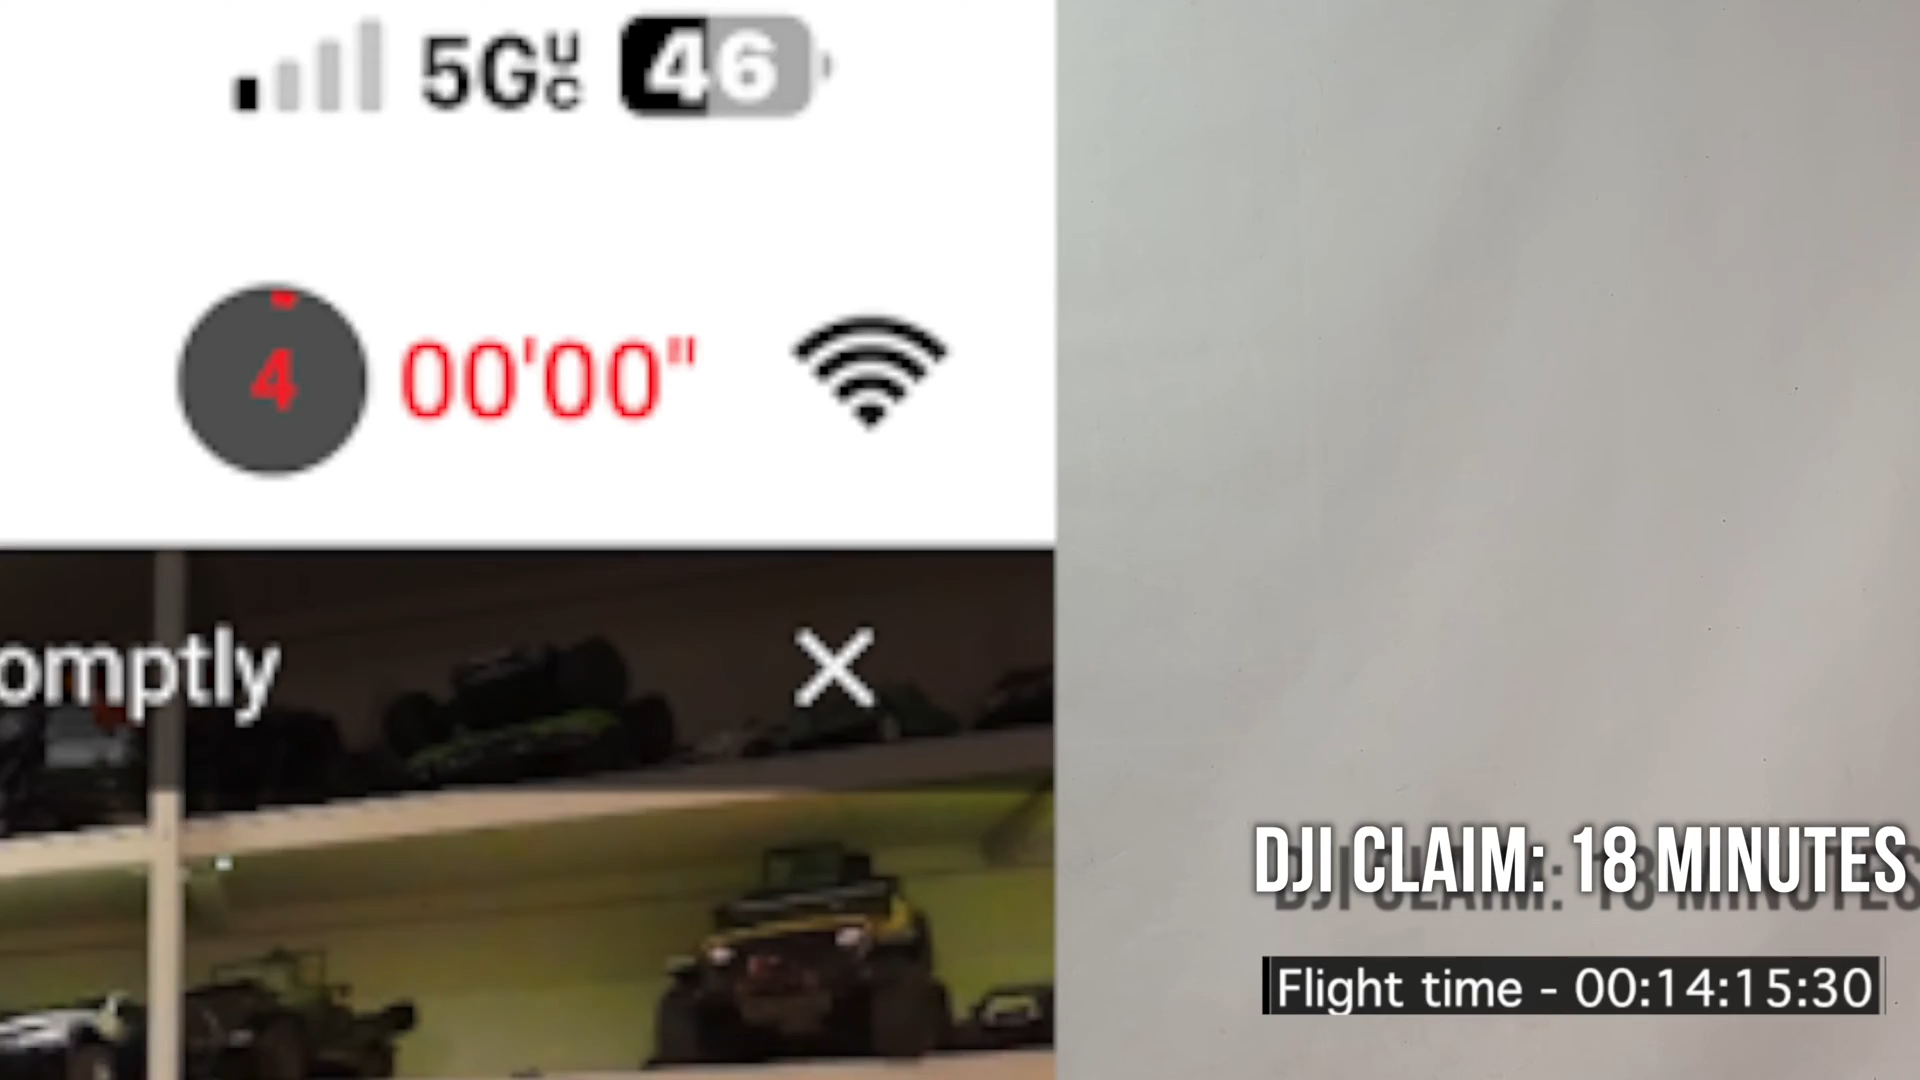 5G UC 46
4 00'00"
omptly
DJI CLAIM: 18 MINUTES
Flight time - 00:14:15:30